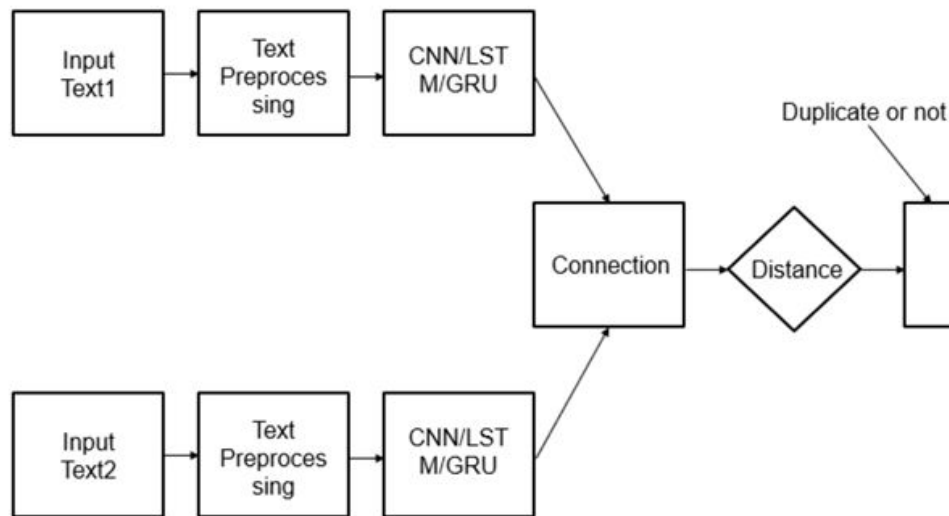 Input
Text1
Text
Preproces
sing
CNN/LST
M/GRU
Duplicate or not
Connection
Distance
Input
Text2
Text
Preproces
sing
CNN/LST
M/GRU